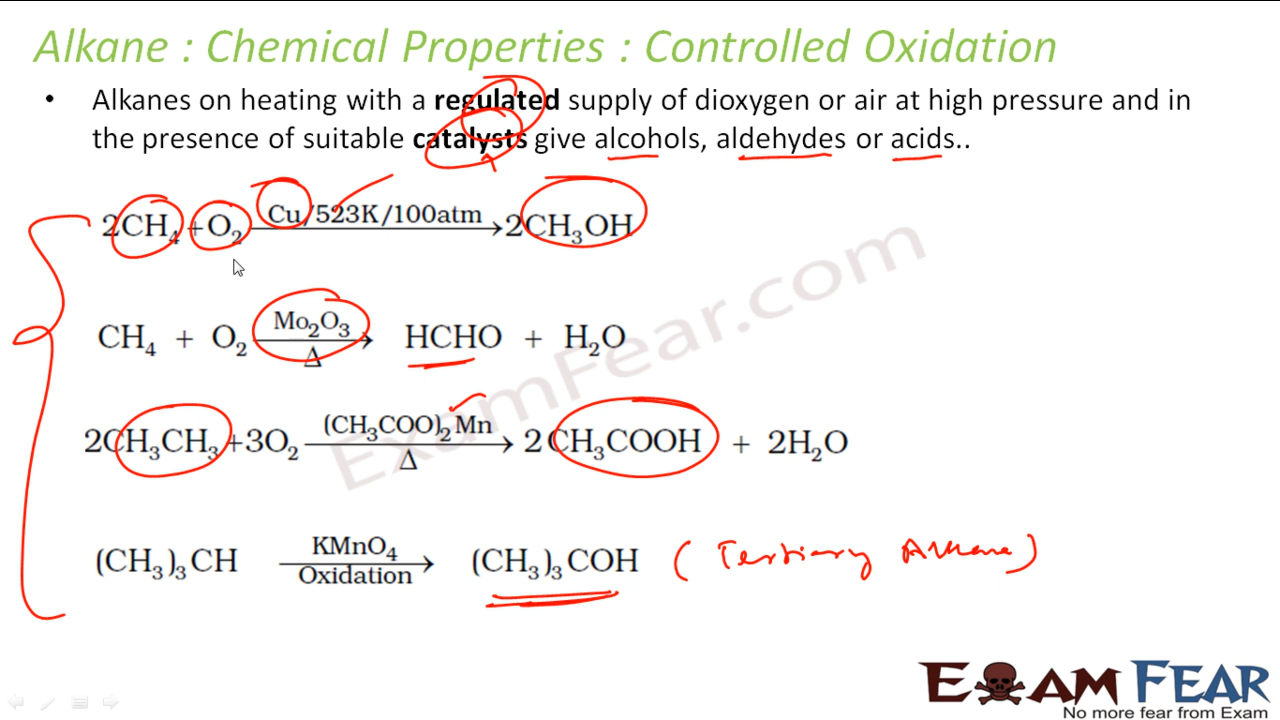 Alkane : Chemical Properties : Controlled Oxidation
• Alkanes on heating with a regulated supply of dioxygen or air at high pressure and in
the presence of suitable catalysts give alcohols, aldehydes or acids..
2CH₄ + O₂ Cu/523K/100atm → 2CH₃OH
CH₄ + O₂ Mo₂O₃ Δ → HCHO + H₂O
2CH₃CH₃ + 3O₂ (CH₃COO)₂Mn Δ → 2 CH₃COOH + 2H₂O
(CH₃)₃CH KMnO₄ Oxidation → (CH₃)₃COH (Tertiary Alkane)
ExamFear.com
EXAM FEAR
No more fear from Exam